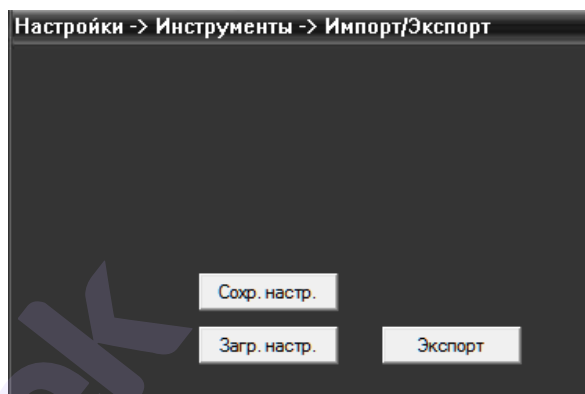 Настройки -> Инструменты -> Импорт/Экспорт
Сохр. настр.
Загр. настр.
Экспорт